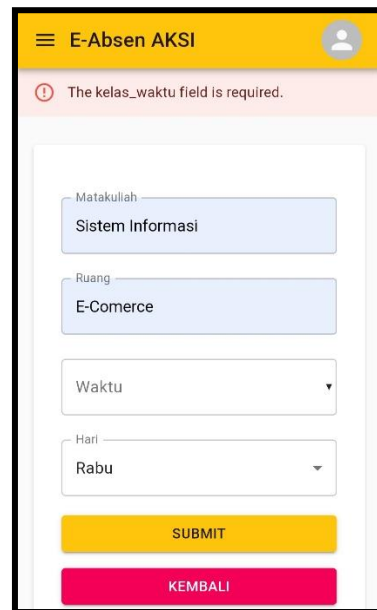 E-Absen AKSI
The kelas_waktu field is required.
Matakuliah
Sistem Informasi
Ruang
E-Comerce
Waktu
Hari
Rabu
SUBMIT
KEMBALI